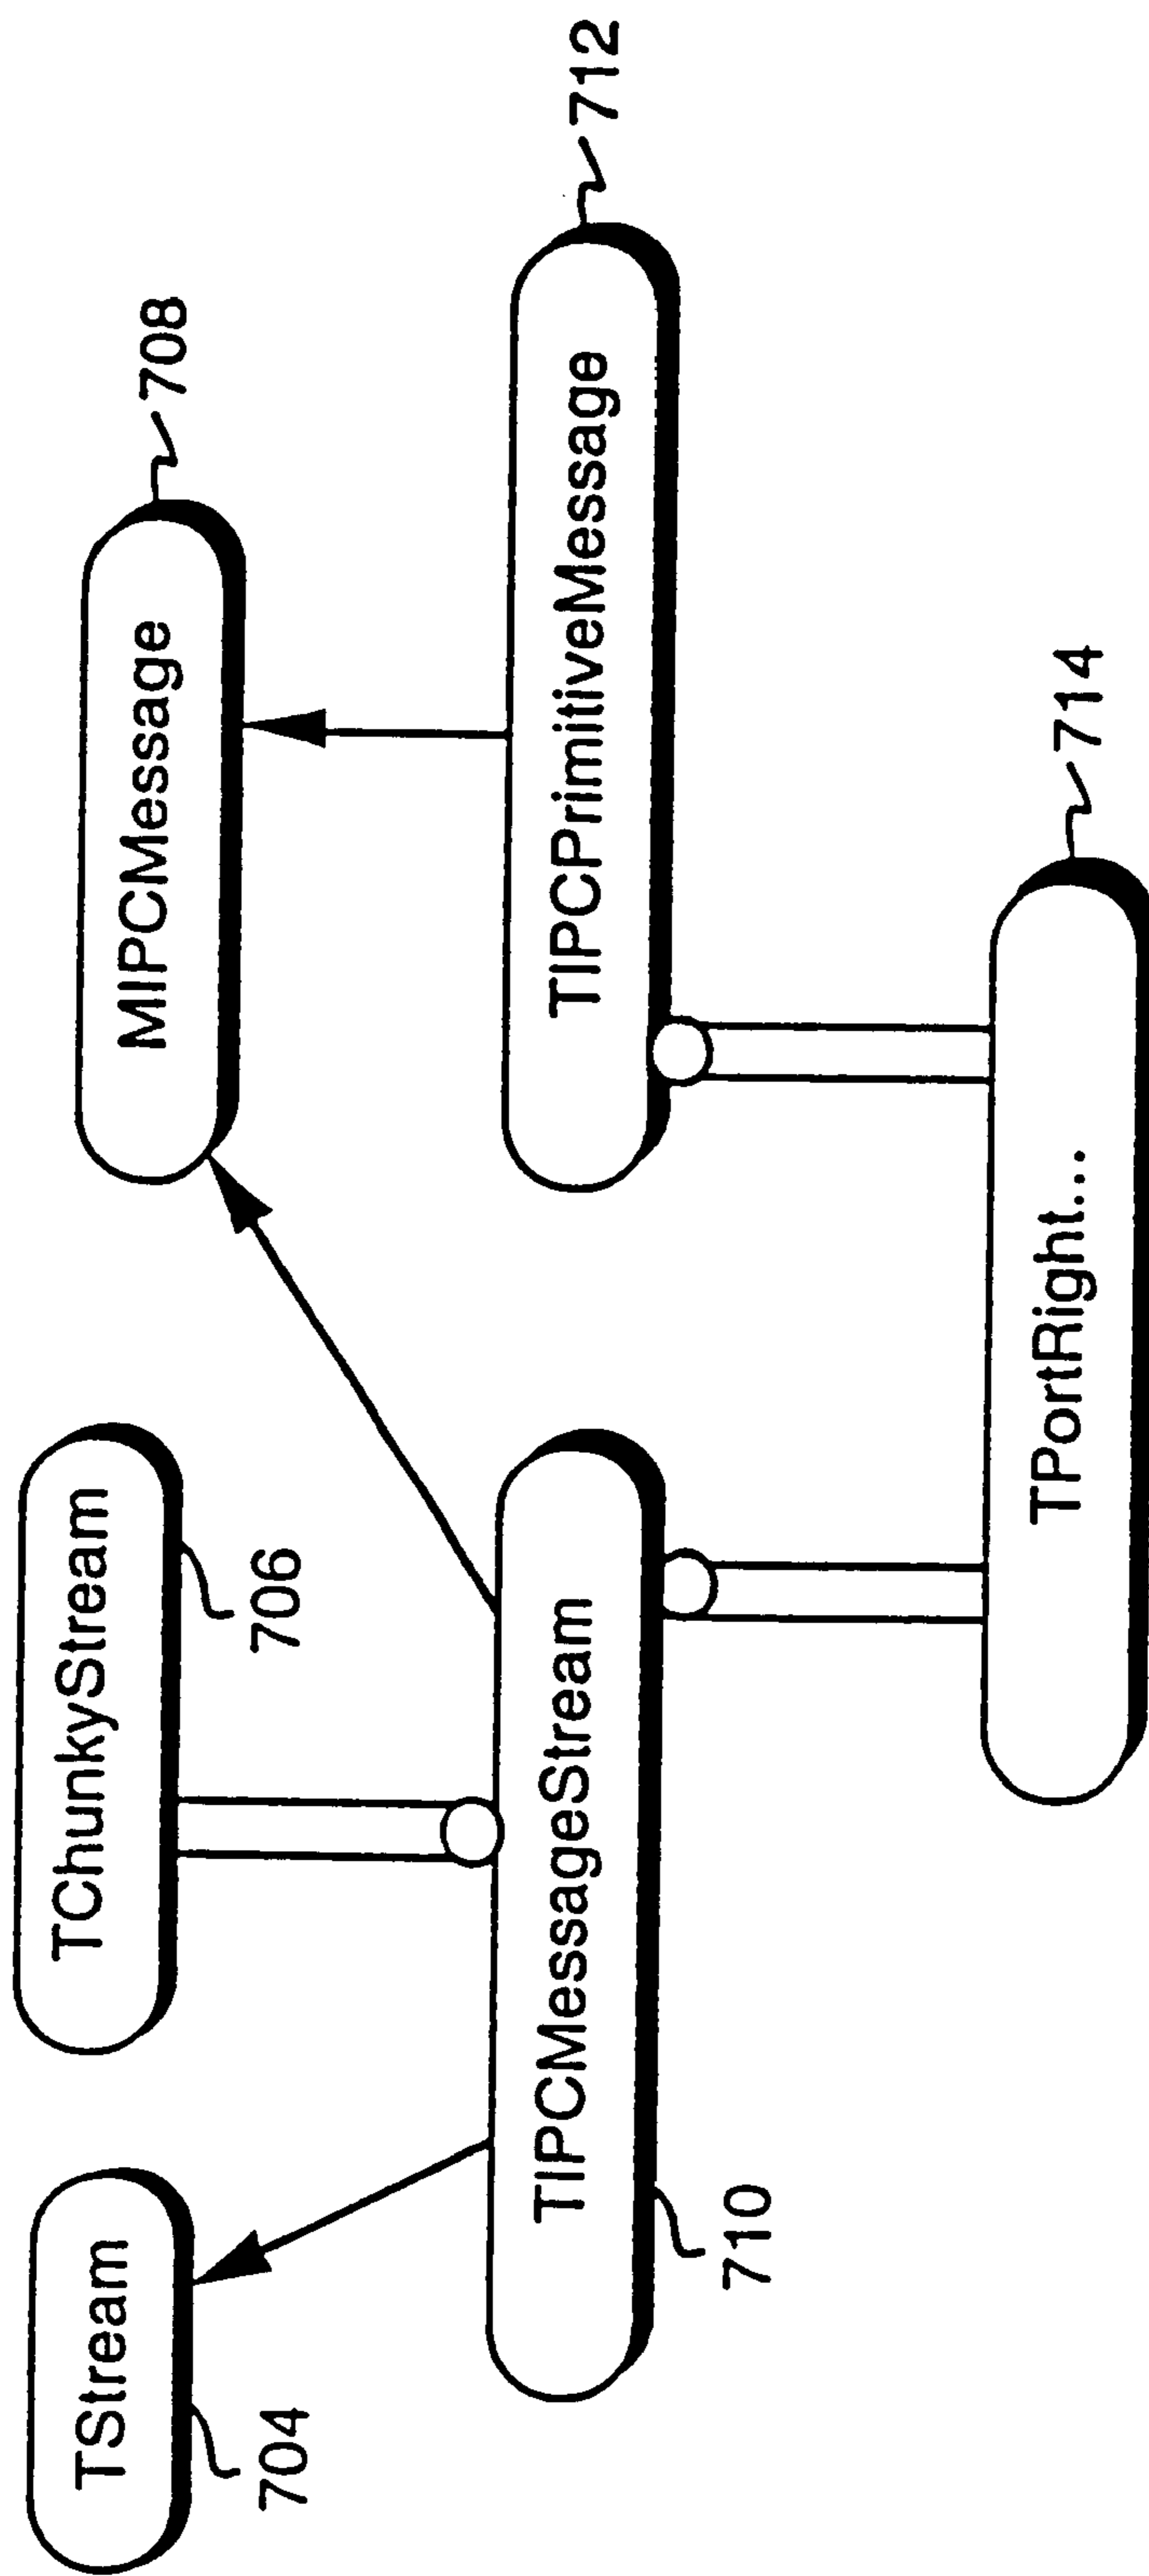 TStream
704
TChunkyStream
706
MIPCMessage
708
TIPCMessageStream
710
TIPCPrimitiveMessage
712
TPortRight...
714